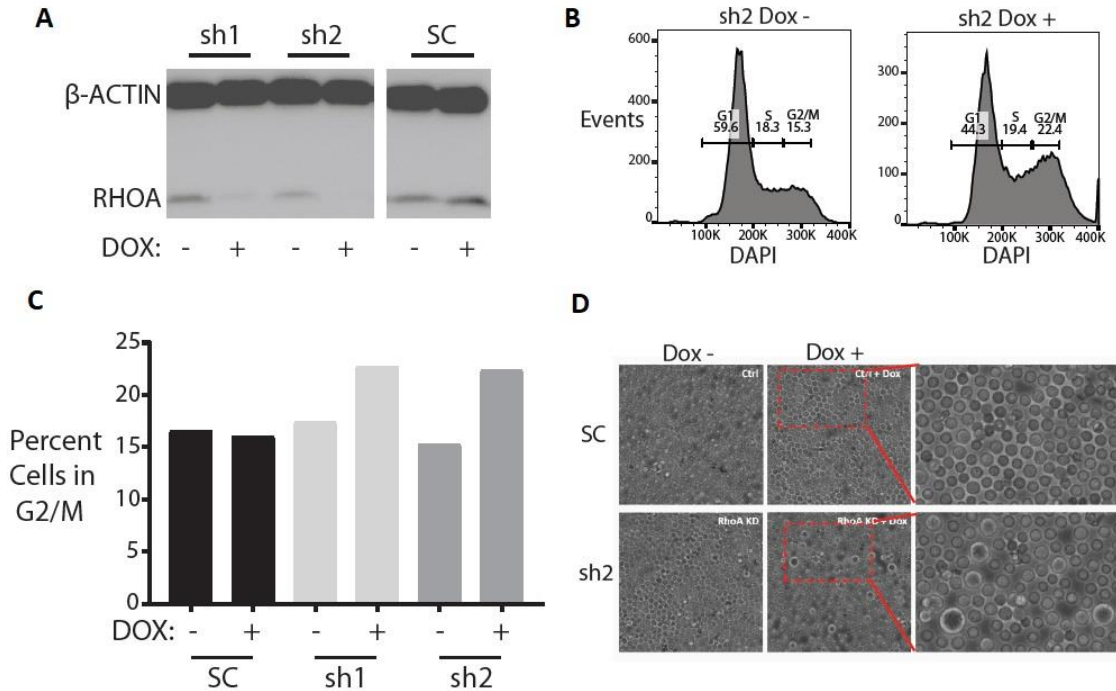 A
sh1 sh2 SC
β-ACTIN
RHOA
DOX: - + - + - +
B
sh2 Dox -
sh2 Dox +
Events
600
400
200
0
G1 S G2/M
59.6 18.3 15.3
100K 200K 300K 400K
DAPI
300
200
100
0
G1 S G2/M
44.3 19.4 22.4
100K 200K 300K 400K
DAPI
C
Percent
Cells in
G2/M
25
20
15
10
5
0
DOX: - + - + - +
SC sh1 sh2
D
Dox - Dox +
SC
Ctrl
Ctrl + Dox
sh2
RhoA KD
RhoA KD + Dox